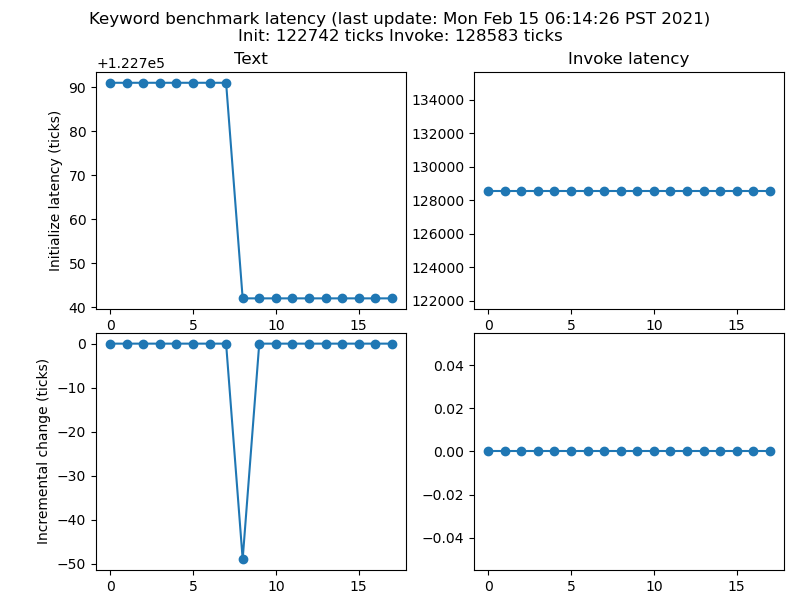 Keyword benchmark latency (last update: Mon Feb 15 06:14:26 PST 2021)
Init: 122742 ticks Invoke: 128583 ticks
+1.227e5
Text
Invoke latency
Initialize latency (ticks)
90
80
70
60
50
40
0 5 10 15
134000
132000
130000
128000
126000
124000
122000
0 5 10 15
Incremental change (ticks)
0
−10
−20
−30
−40
−50
0 5 10 15
0.04
0.02
0.00
−0.02
−0.04
0 5 10 15